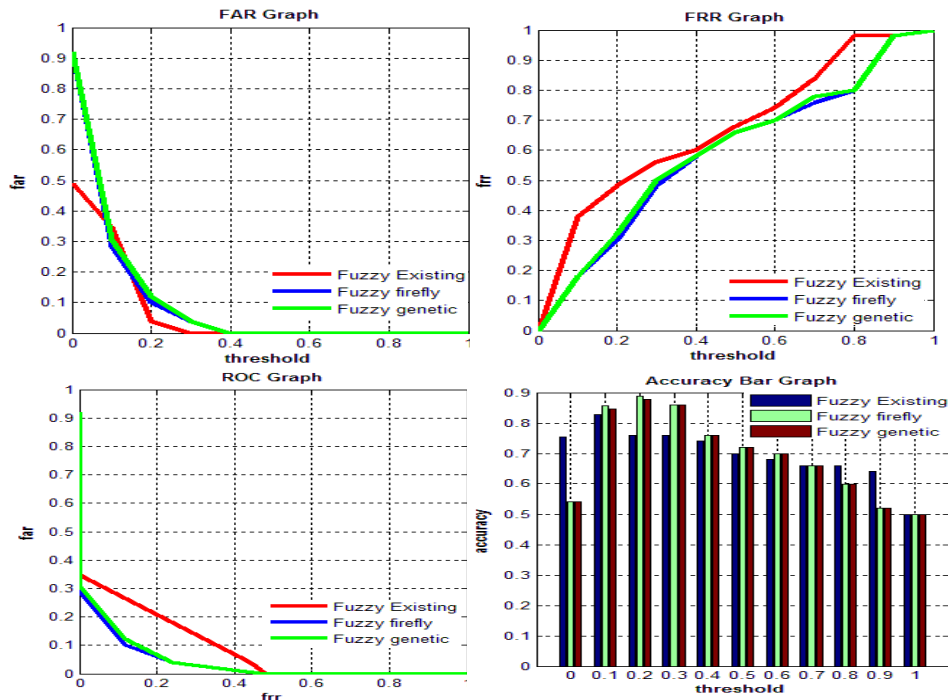 FAR Graph
1
0.9
0.8
0.7
0.6
0.5
0.4
0.3
0.2
0.1
0
far
0 0.2 0.4 0.6 0.8 1
threshold
Fuzzy Existing
Fuzzy firefly
Fuzzy genetic
FRR Graph
1
0.9
0.8
0.7
0.6
0.5
0.4
0.3
0.2
0.1
0
frr
0 0.2 0.4 0.6 0.8 1
threshold
Fuzzy Existing
Fuzzy firefly
Fuzzy genetic
ROC Graph
1
0.9
0.8
0.7
0.6
0.5
0.4
0.3
0.2
0.1
0
far
0 0.2 0.4 0.6 0.8 1
frr
Fuzzy Existing
Fuzzy firefly
Fuzzy genetic
Accuracy Bar Graph
0.9
0.8
0.7
0.6
0.5
0.4
0.3
0.2
0.1
0
accuracy
0 0.1 0.2 0.3 0.4 0.5 0.6 0.7 0.8 0.9 1
threshold
Fuzzy Existing
Fuzzy firefly
Fuzzy genetic